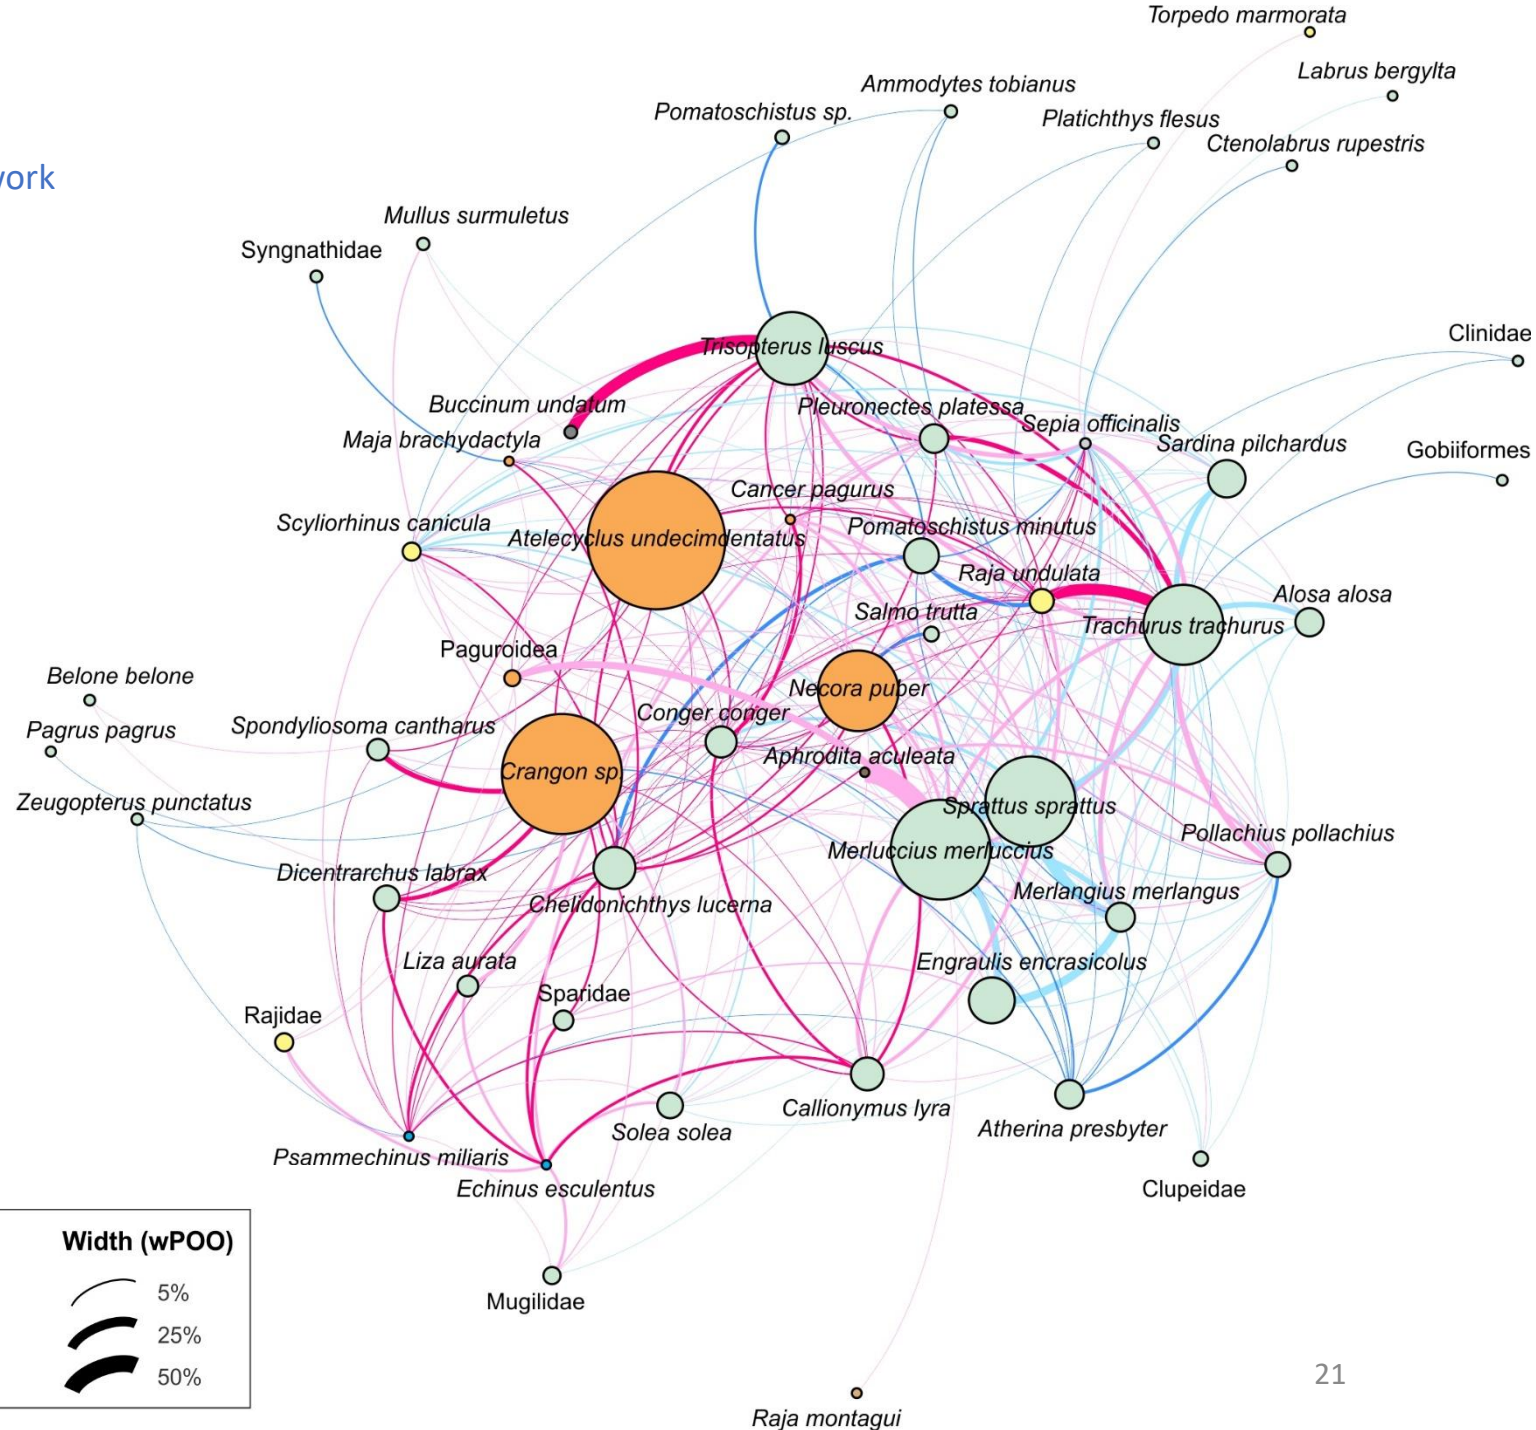 Torpedo marmorata
Labrus bergylta
Ammodytes tobianus
Pomatoschistus sp.
Platichthys flesus
Ctenolabrus rupestris
work
Mullus surmuletus
Syngnathidae
Clinidae
Trisopterus luscus
Buccinum undatum
Pleuronectes platessa
Sepia officinalis
Maja brachydactyla
Sardina pilchardus
Gobiiformes
Cancer pagurus
Scyliorhinus canicula
Atelecyclus undecimdentatus
Pomatoschistus minutus
Raja undulata
Alosa alosa
Salmo trutta
Trachurus trachurus
Paguroidea
Belone belone
Necora puber
Conger conger
Pagrus pagrus
Spondyliosoma cantharus
Aphrodita aculeata
Crangon sp.
Zeugopterus punctatus
Sprattus sprattus
Pollachius pollachius
Merluccius merluccius
Dicentrarchus labrax
Merlangius merlangus
Chelidonichthys lucerna
Liza aurata
Engraulis encrasicolus
Sparidae
Rajidae
Callionymus lyra
Solea solea
Atherina presbyter
Psammechinus miliaris
Echinus esculentus
Clupeidae
Width (wPOO)
5%
25%
50%
Mugilidae
21
Raja montagui